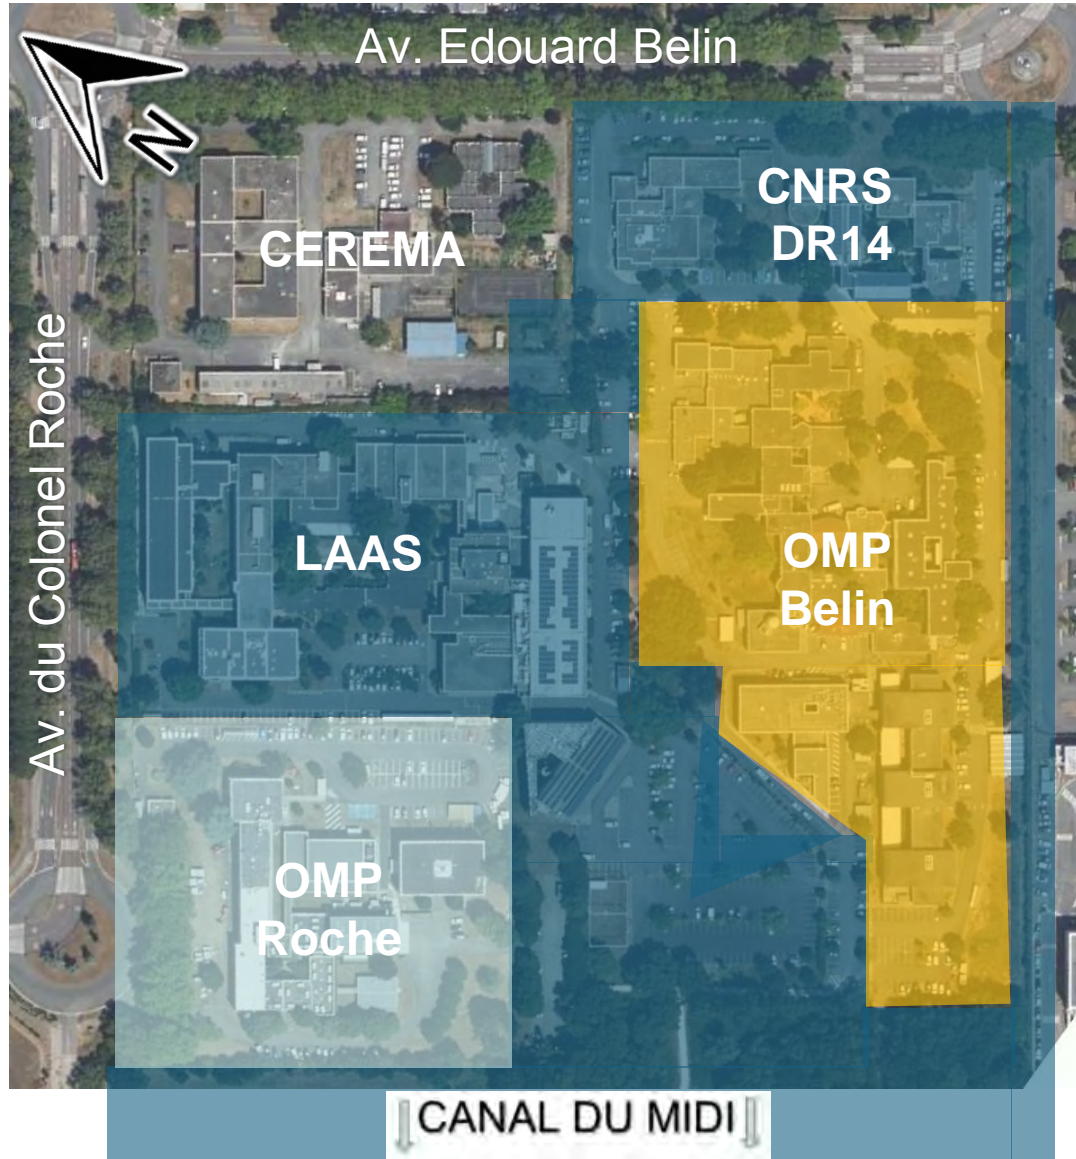 Av. Edouard Belin
N
CNRS
DR14
CEREMA
Av. du Colonel Roche
LAAS
OMP
Belin
OMP
Roche
CANAL DU MIDI